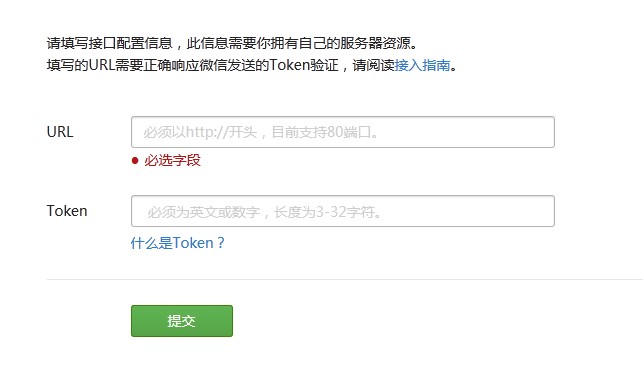 请填写接口配置信息，此信息需要你拥有自己的服务器资源。
填写的URL需要正确响应微信发送的Token验证，请阅读接入指南。
URL
必须以http://开头，目前支持80端口。
必选字段
Token
必须为英文或数字，长度为3-32字符。
什么是Token？
提交